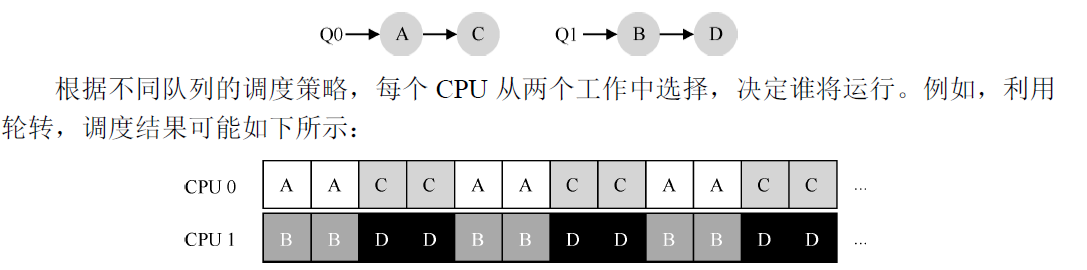 Q0 A C Q1 B D
根据不同队列的调度策略，每个 CPU 从两个工作中选择，决定谁将运行。例如，利用
轮转，调度结果可能如下所示：
CPU 0 A A C C A A C C A A C C ...
CPU 1 B B D D B B D D B B D D ...